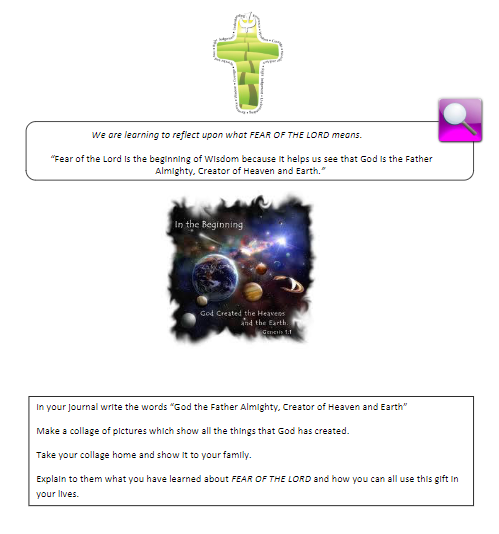 We are learning to reflect upon what FEAR OF THE LORD means.
“Fear of the Lord is the beginning of Wisdom because it helps us see that God is the Father
Almighty, Creator of Heaven and Earth.”
In the Beginning
God Created the Heavens
and the Earth.
Genesis 1:1
In your journal write the words “God the Father Almighty, Creator of Heaven and Earth”
Make a collage of pictures which show all the things that God has created.
Take your collage home and show it to your family.
Explain to them what you have learned about FEAR OF THE LORD and how you can all use this gift in
your lives.